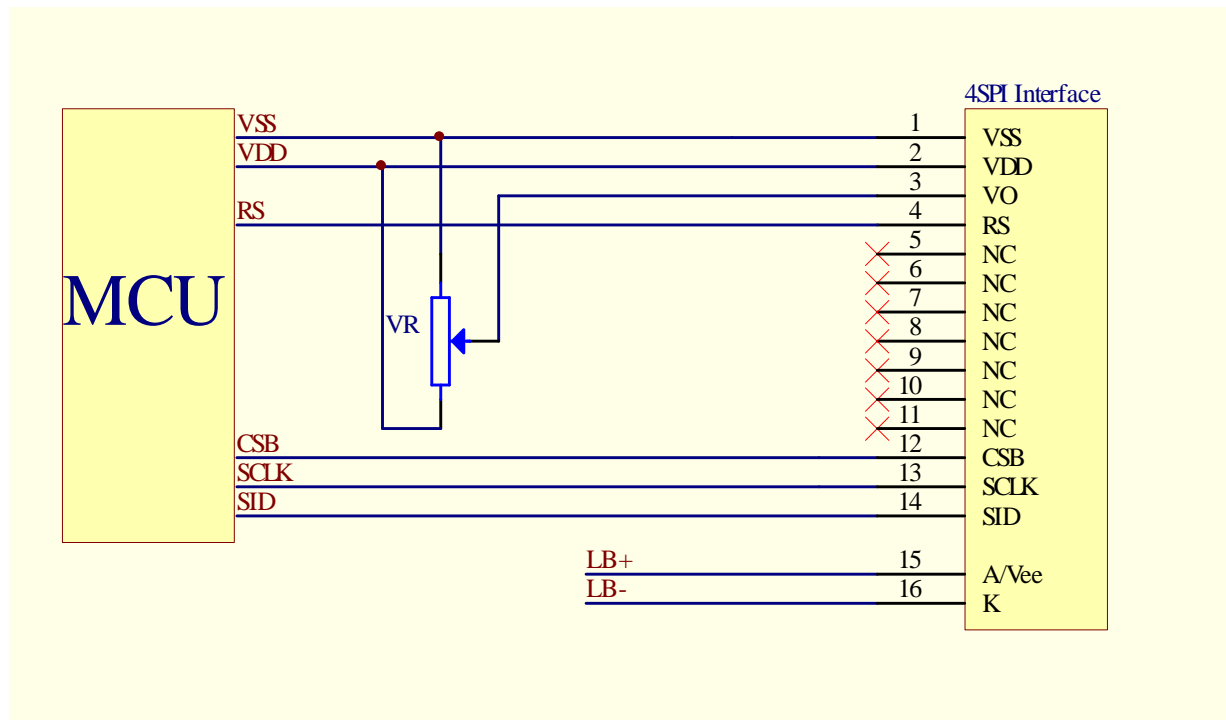 4SPI Interface
VSS 1 VSS
VDD 2 VDD
3 VO
RS 4 RS
5 NC
6 NC
7 NC
MCU
VR 8 NC
9 NC
10 NC
11 NC
CSB 12 CSB
SCLK 13 SCLK
SID 14 SID
LB+ 15 A/Vee
LB- 16 K